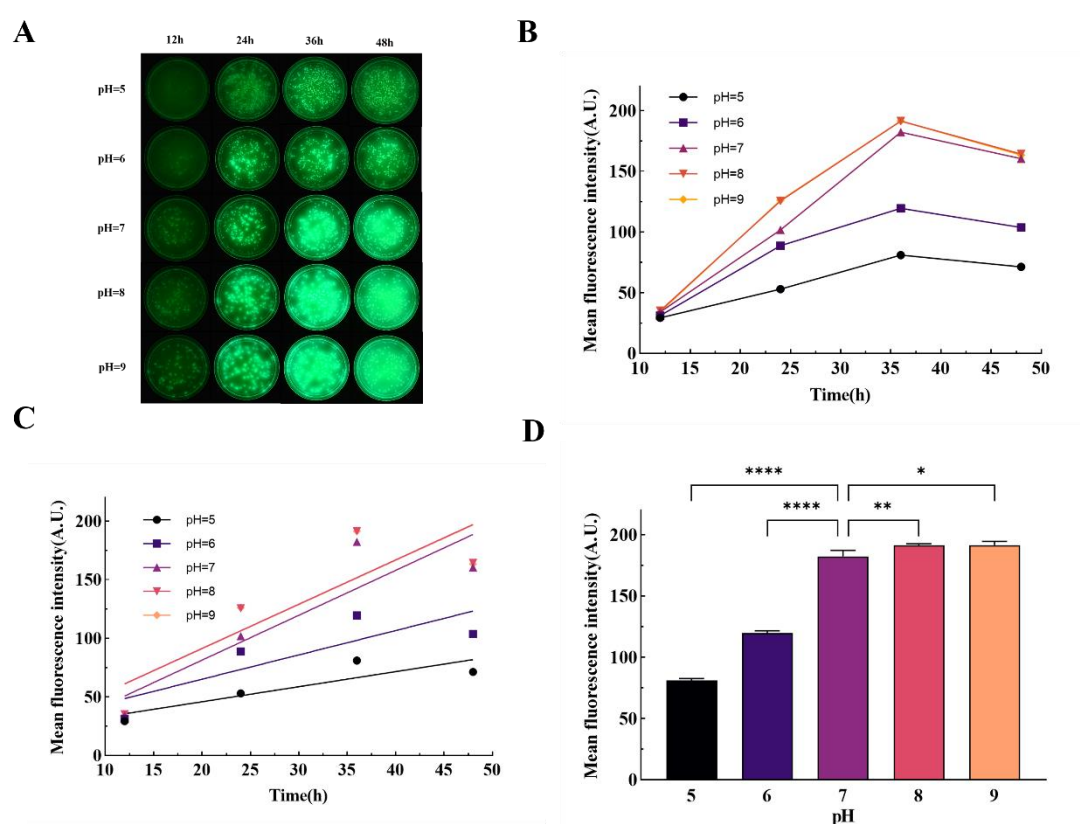 A
12h 24h 36h 48h
pH=5
pH=6
pH=7
pH=8
pH=9
B
Mean fluorescence intensity(A.U.)
200
150
100
50
0
pH=5
pH=6
pH=7
pH=8
pH=9
10 15 20 25 30 35 40 45 50
Time(h)
C
Mean fluorescence intensity(A.U.)
200
150
100
50
0
pH=5
pH=6
pH=7
pH=8
pH=9
10 15 20 25 30 35 40 45 50
Time(h)
D
Mean fluorescence intensity(A.U.)
**** *
**** **
200
150
100
50
0
5 6 7 8 9
pH